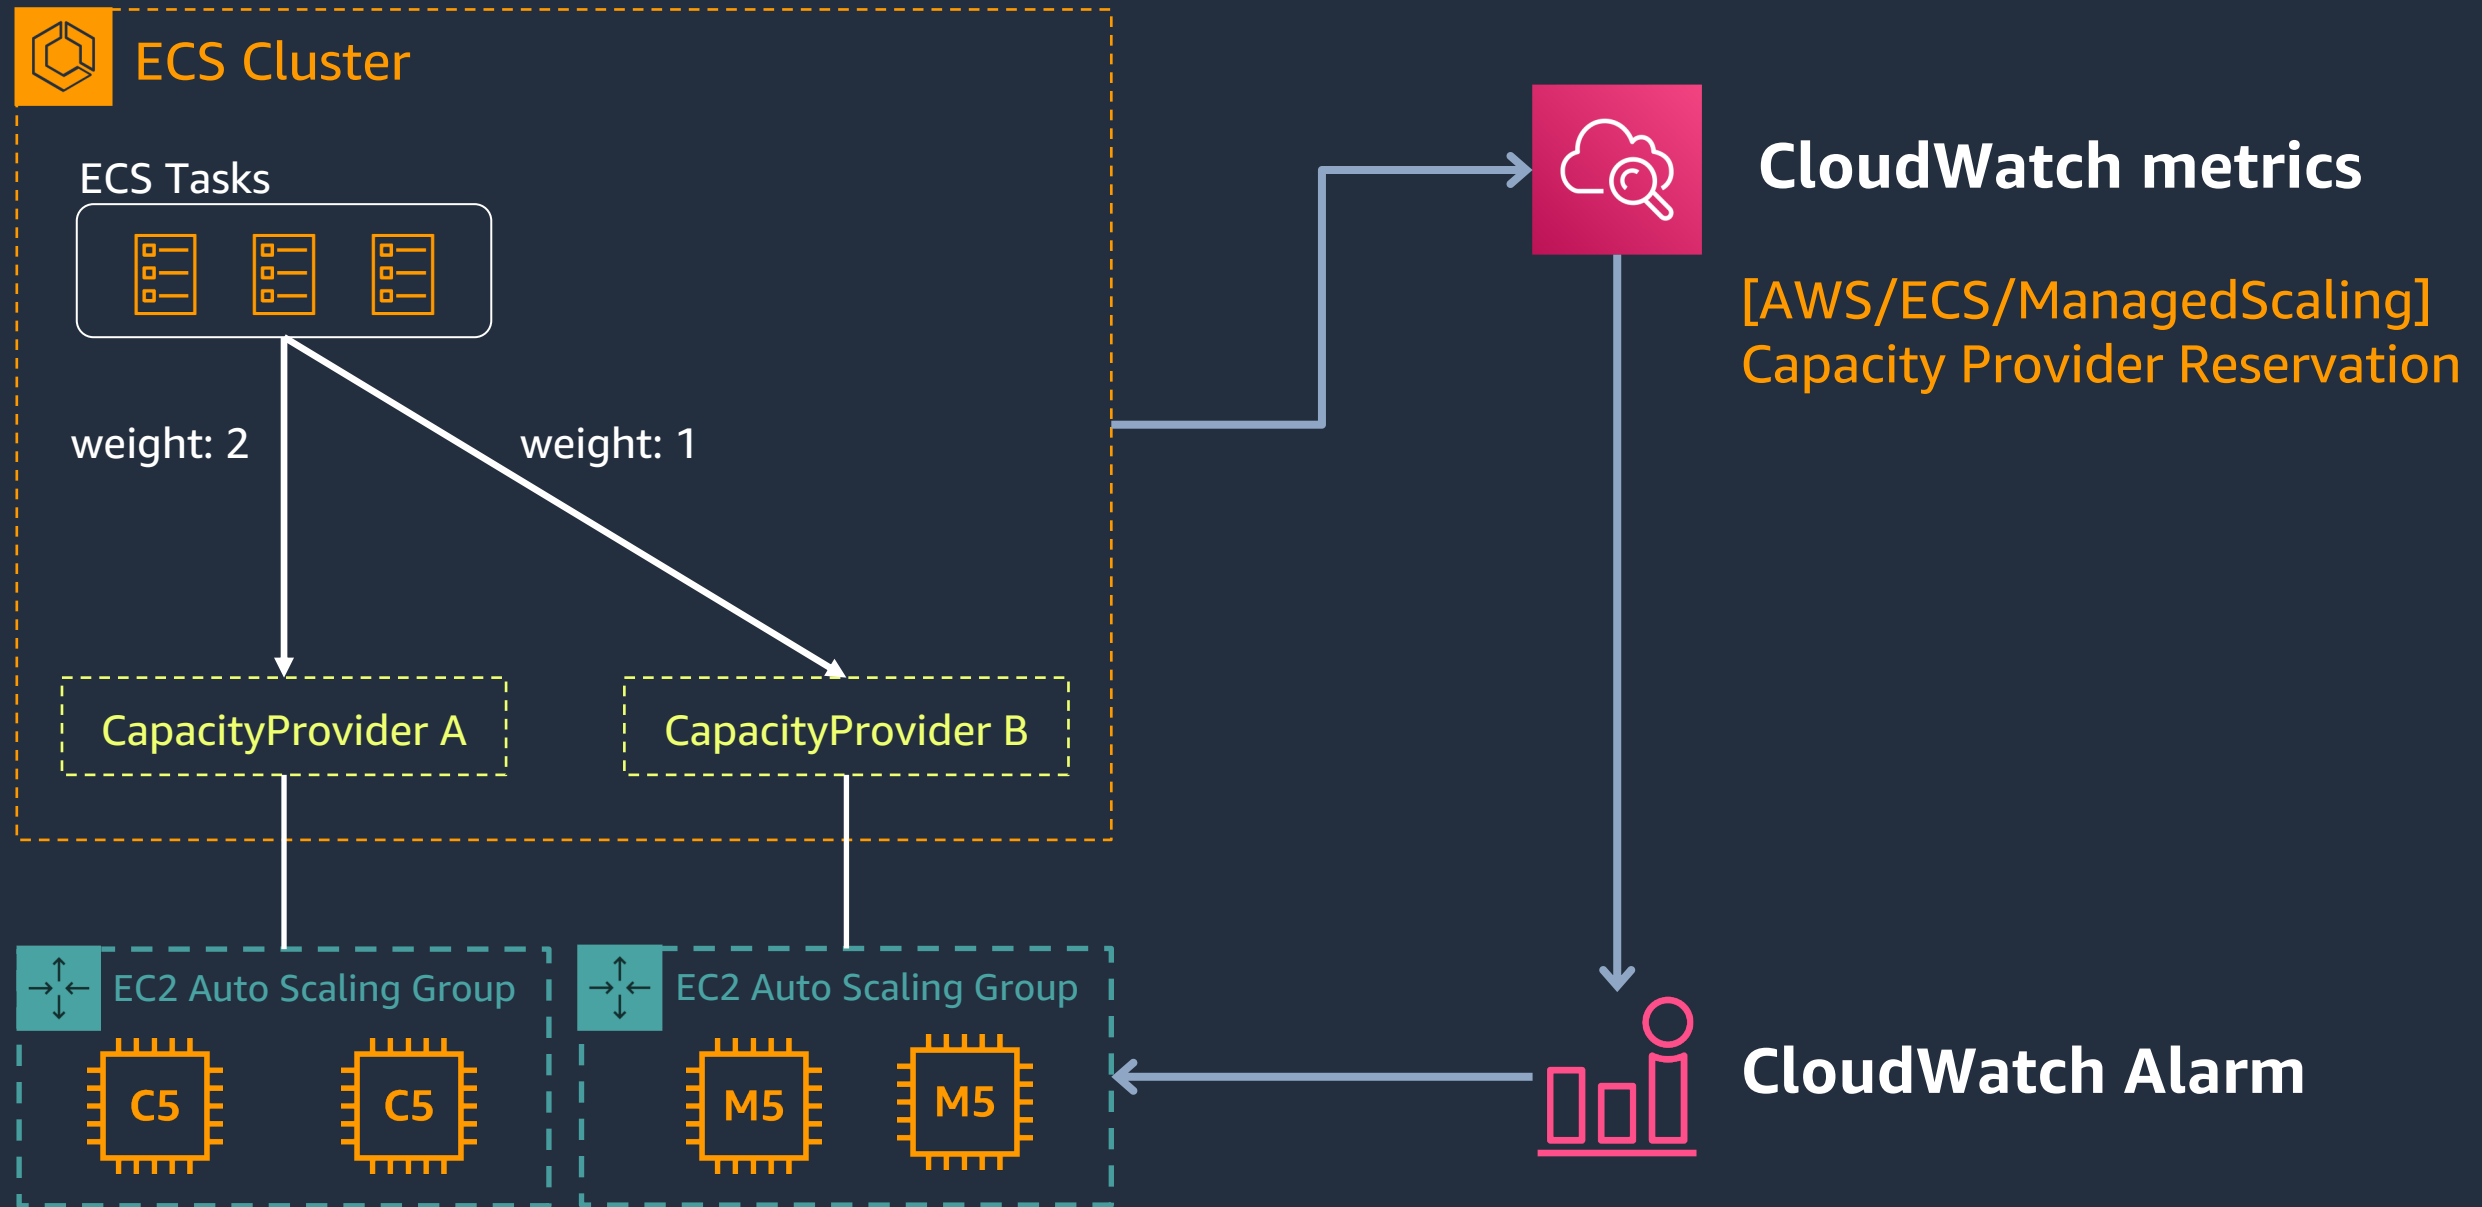 ECS Cluster
ECS Tasks
weight: 2
weight: 1
CapacityProvider A
CapacityProvider B
EC2 Auto Scaling Group
C5
C5
EC2 Auto Scaling Group
M5
M5
CloudWatch metrics
[AWS/ECS/ManagedScaling]
Capacity Provider Reservation
CloudWatch Alarm